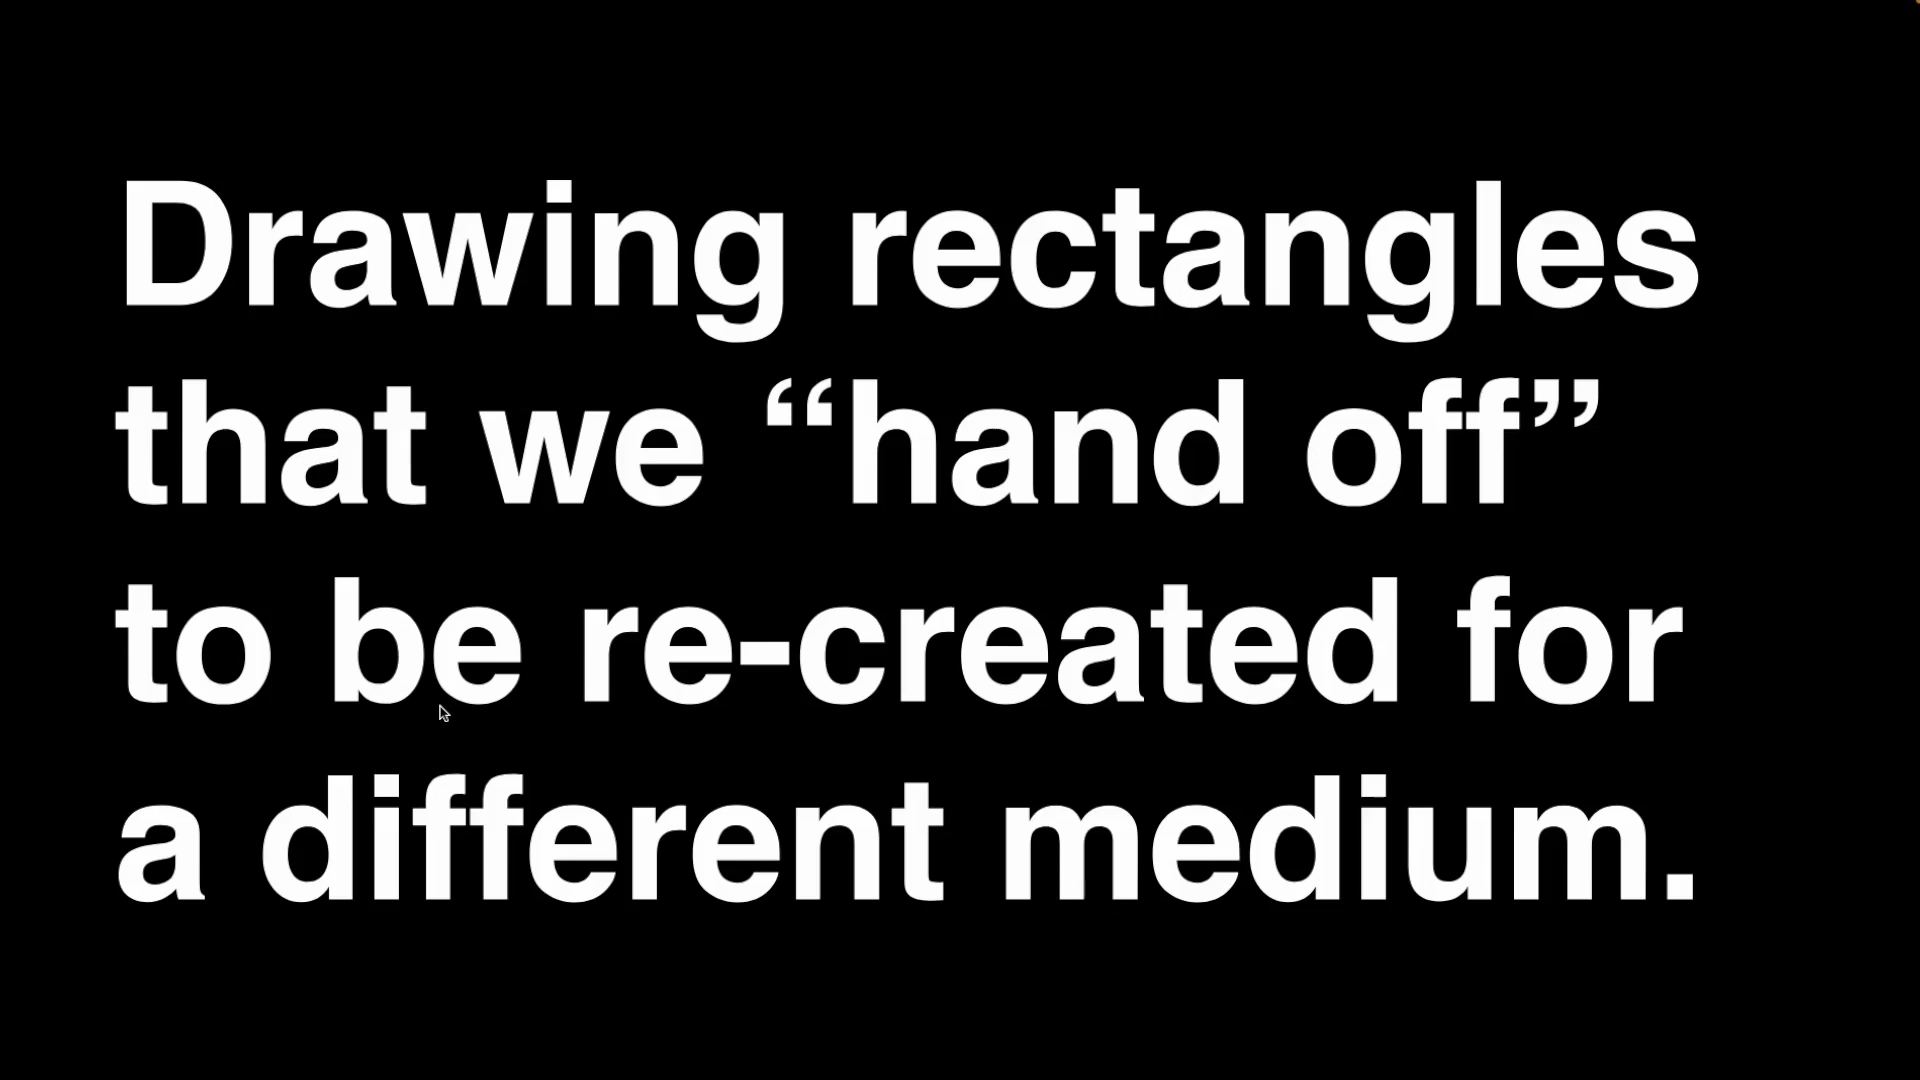 Drawing rectangles
that we “hand off”
to be re-created for
a different medium.